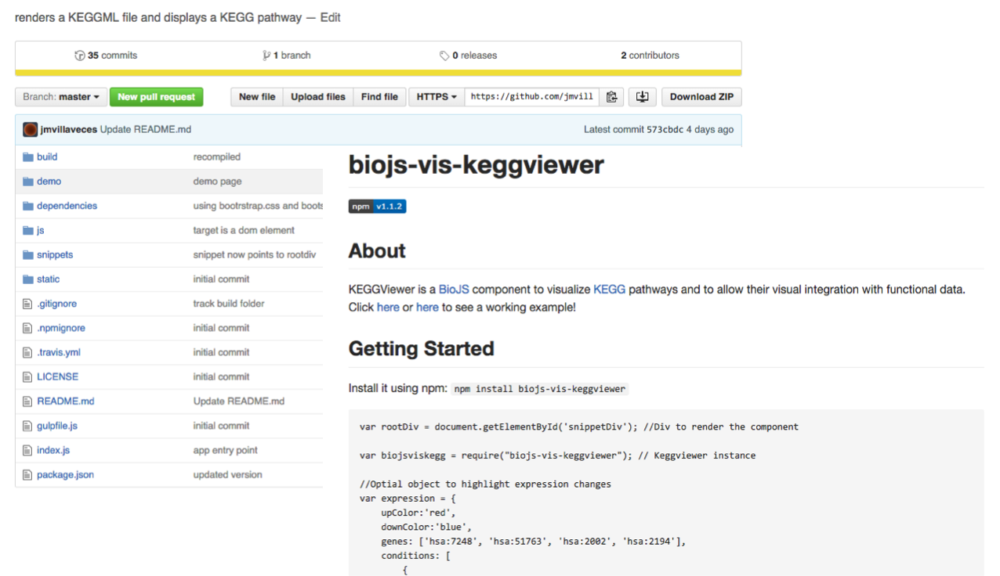 renders a KEGGML file and displays a KEGG pathway — Edit
35 commits 1 branch 0 releases 2 contributors
Branch: master New pull request New file Upload files Find file HTTPS https://github.com/jmvill Download ZIP
jmvillaveces Update README.md Latest commit 573cbdc 4 days ago
build recompiled
demo demo page
dependencies using bootrstrap.css and boots
js target is a dom element
snippets snippet now points to rootdiv
static initial commit
.gitignore track build folder
.npmignore initial commit
.travis.yml initial commit
LICENSE initial commit
README.md Update README.md
gulpfile.js initial commit
index.js app entry point
package.json updated version
biojs-vis-keggviewer
npm v1.1.2
About
KEGGViewer is a BioJS component to visualize KEGG pathways and to allow their visual integration with functional data.
Click here or here to see a working example!
Getting Started
Install it using npm: npm install biojs-vis-keggviewer
var rootDiv = document.getElementById('snippetDiv'); //Div to render the component
var biojsviskegg = require("biojs-vis-keggviewer"); // Keggviewer instance
//Optial object to highlight expression changes
var expression = {
upColor:'red',
downColor:'blue',
genes: ['hsa:7248', 'hsa:51763', 'hsa:2002', 'hsa:2194'],
conditions: [
{